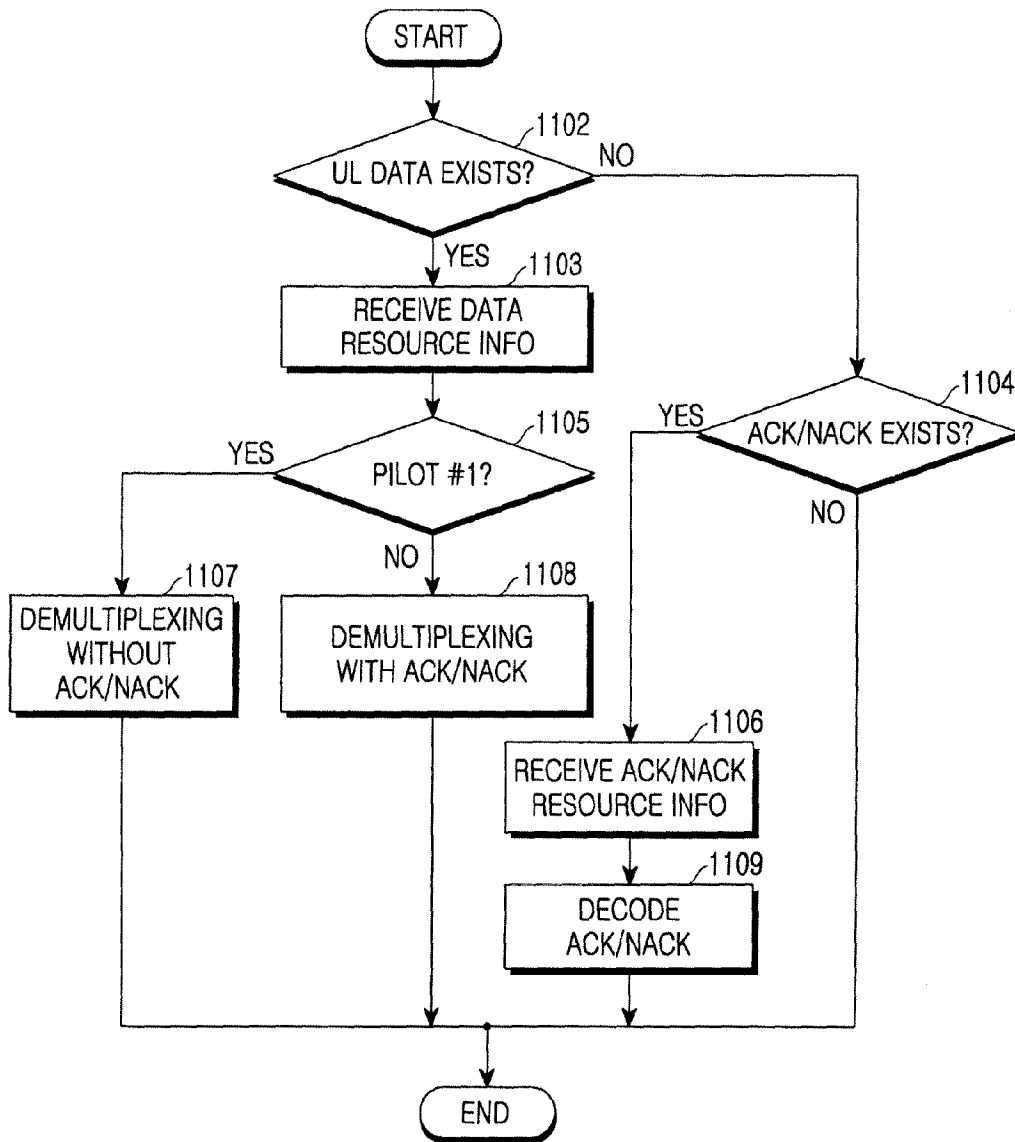 START
1102
UL DATA EXISTS?
NO
YES
1103
RECEIVE DATA
RESOURCE INFO
1104
YES
ACK/NACK EXISTS?
NO
1105
YES
PILOT #1?
NO
1107
DEMULTIPLEXING
WITHOUT
ACK/NACK
1108
DEMULTIPLEXING
WITH ACK/NACK
1106
RECEIVE ACK/NACK
RESOURCE INFO
1109
DECODE
ACK/NACK
END